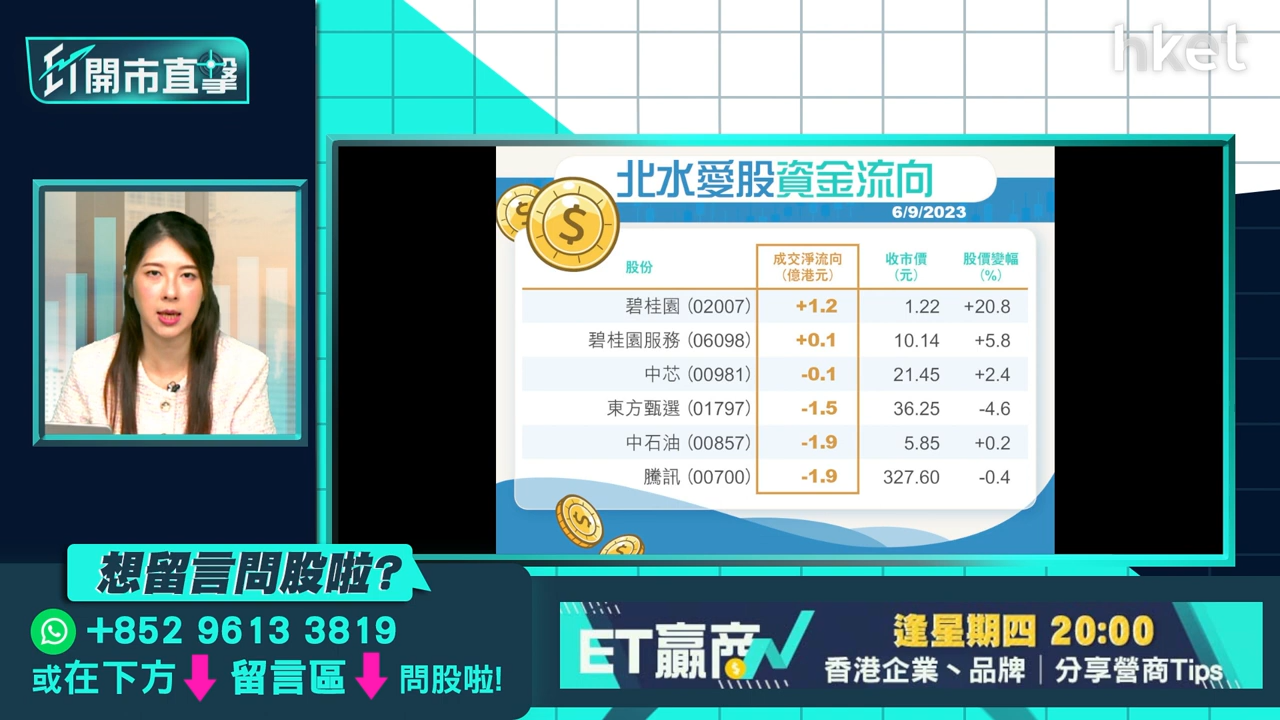 ET開市直擊
hket
北水愛股資金流向
6/9/2023
股份 成交淨流向 (億港元) 收市價 (元) 股價變幅 (%)
碧桂園 (02007) +1.2 1.22 +20.8
碧桂園服務 (06098) +0.1 10.14 +5.8
中芯 (00981) -0.1 21.45 +2.4
東方甄選 (01797) -1.5 36.25 -4.6
中石油 (00857) -1.9 5.85 +0.2
騰訊 (00700) -1.9 327.60 -0.4
想留言問股啦?
+852 9613 3819
或在下方 留言區 問股啦!
ET贏商
逢星期四 20:00
香港企業、品牌｜分享營商Tips